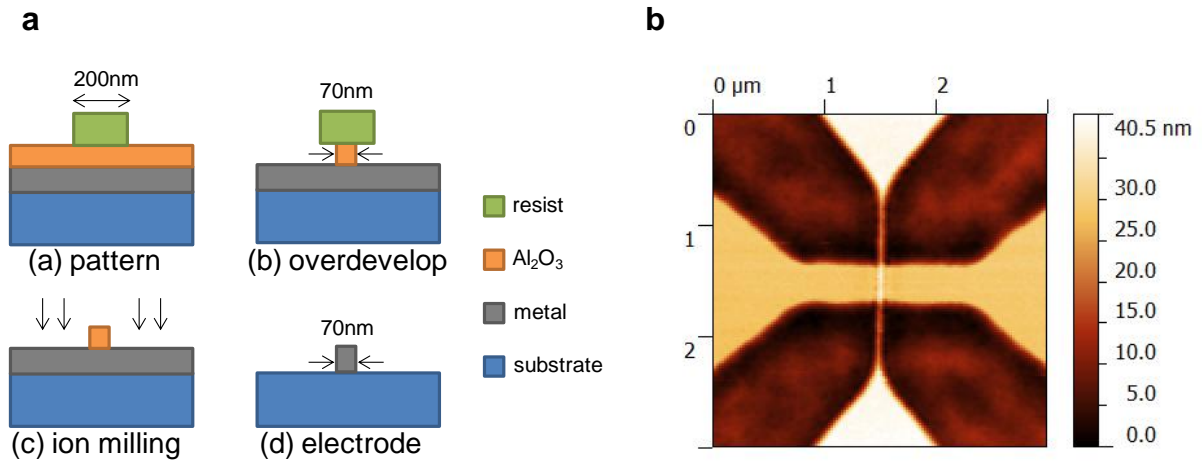 a
200nm
70nm
(a) pattern
(b) overdevelop
70nm
(c) ion milling
(d) electrode
resist
Al₂O₃
metal
substrate
b
0 µm 1 2
0
1
2
40.5 nm
30.0
25.0
20.0
15.0
10.0
5.0
0.0